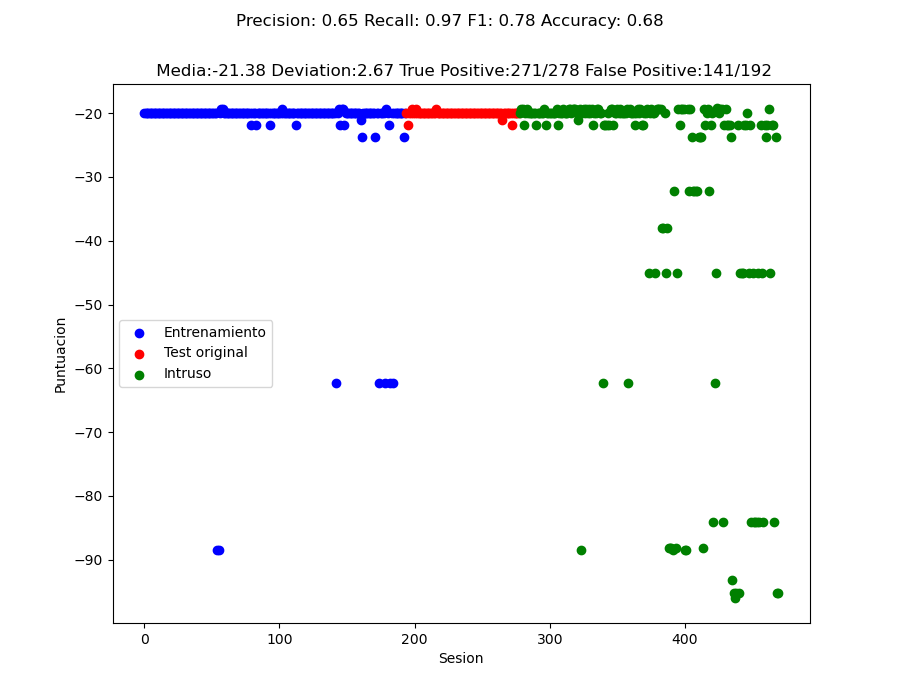 Precision: 0.65 Recall: 0.97 F1: 0.78 Accuracy: 0.68
Media:-21.38 Deviation:2.67 True Positive:271/278 False Positive:141/192
−20
−30
−40
−50
−60
−70
−80
−90
Puntuacion
Entrenamiento
Test original
Intruso
0
100
200
300
400
Sesion